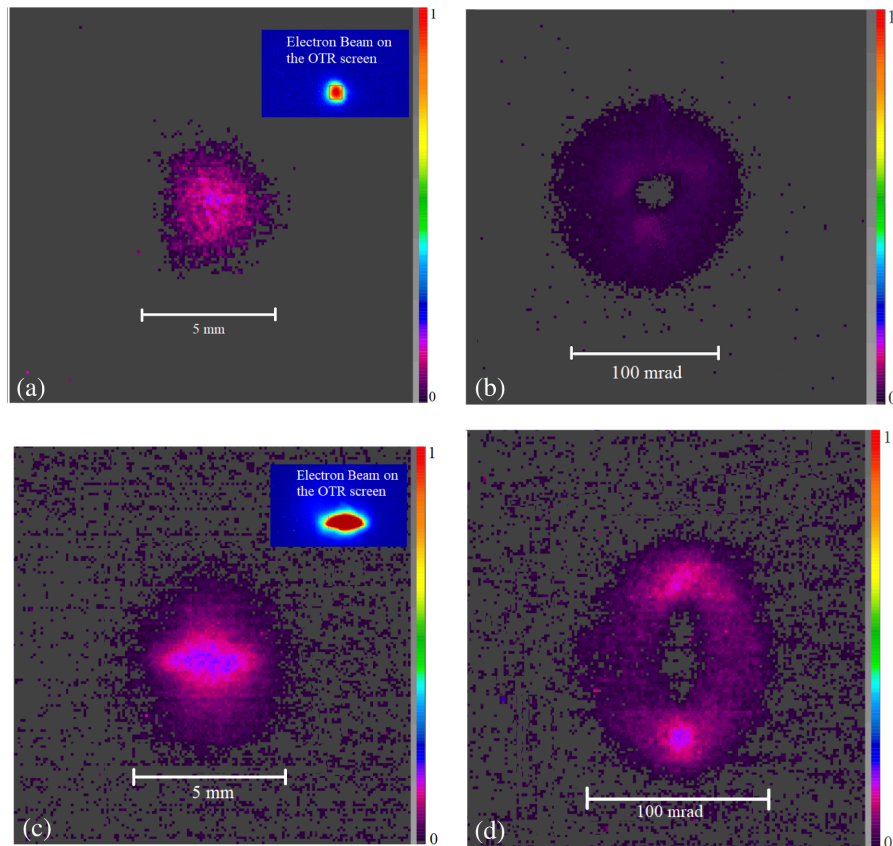 1
Electron Beam on
the OTR screen
5 mm
(a)
0
1
100 mrad
(b)
0
1
Electron Beam on
the OTR screen
5 mm
(c)
0
1
100 mrad
(d)
0